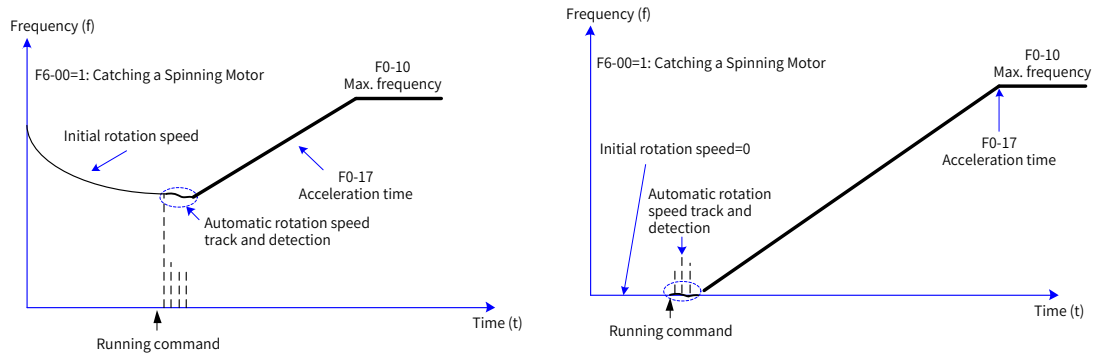 Frequency (f)
F6-00=1: Catching a Spinning Motor
F0-10
Max. frequency
Initial rotation speed
F0-17
Acceleration time
Automatic rotation speed
track and detection
Time (t)
Running command
Frequency (f)
F6-00=1: Catching a Spinning Motor
F0-10
Max. frequency
Initial rotation speed=0
F0-17
Acceleration time
Automatic rotation
speed track and
detection
Time (t)
Running command